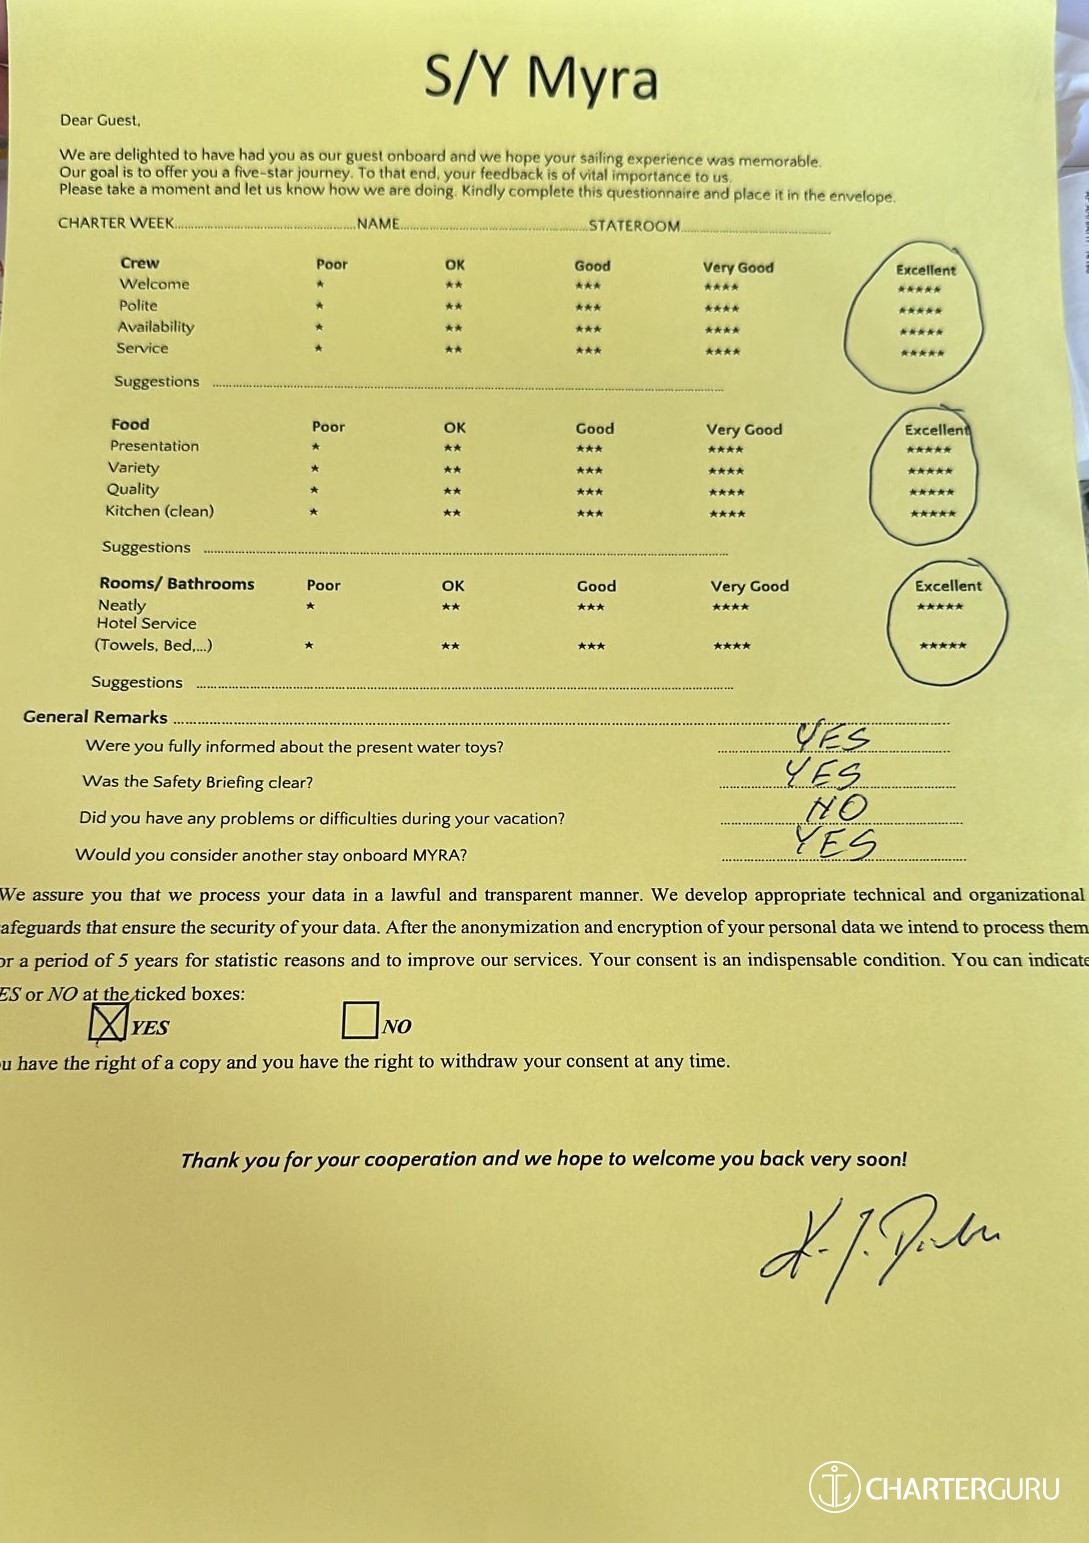 S/Y Myra
Dear Guest,
We are delighted to have had you as our guest onboard and we hope your sailing experience was memorable.
Our goal is to offer you a five-star journey. To that end, your feedback is of vital importance to us.
Please take a moment and let us know how we are doing. Kindly complete this questionnaire and place it in the envelope.
CHARTER WEEK..........NAME..........STATEROOM..........
Crew Poor OK Good Very Good Excellent
Welcome * ** *** **** *****
Polite * ** *** **** *****
Availability * ** *** **** *****
Service * ** *** **** *****
Suggestions ..........
Food Poor OK Good Very Good Excellent
Presentation * ** *** **** *****
Variety * ** *** **** *****
Quality * ** *** **** *****
Kitchen (clean) * ** *** **** *****
Suggestions ..........
Rooms/ Bathrooms Poor OK Good Very Good Excellent
Neatly * ** *** **** *****
Hotel Service
(Towels, Bed,...) * ** *** **** *****
Suggestions ..........
General Remarks ..........
Were you fully informed about the present water toys? YES
Was the Safety Briefing clear? YES
Did you have any problems or difficulties during your vacation? NO
Would you consider another stay onboard MYRA? YES
We assure you that we process your data in a lawful and transparent manner. We develop appropriate technical and organizational
afeguards that ensure the security of your data. After the anonymization and encryption of your personal data we intend to process them
or a period of 5 years for statistic reasons and to improve our services. Your consent is an indispensable condition. You can indicate
ES or NO at the ticked boxes:
YES NO
ou have the right of a copy and you have the right to withdraw your consent at any time.
Thank you for your cooperation and we hope to welcome you back very soon!
CHARTERGURU